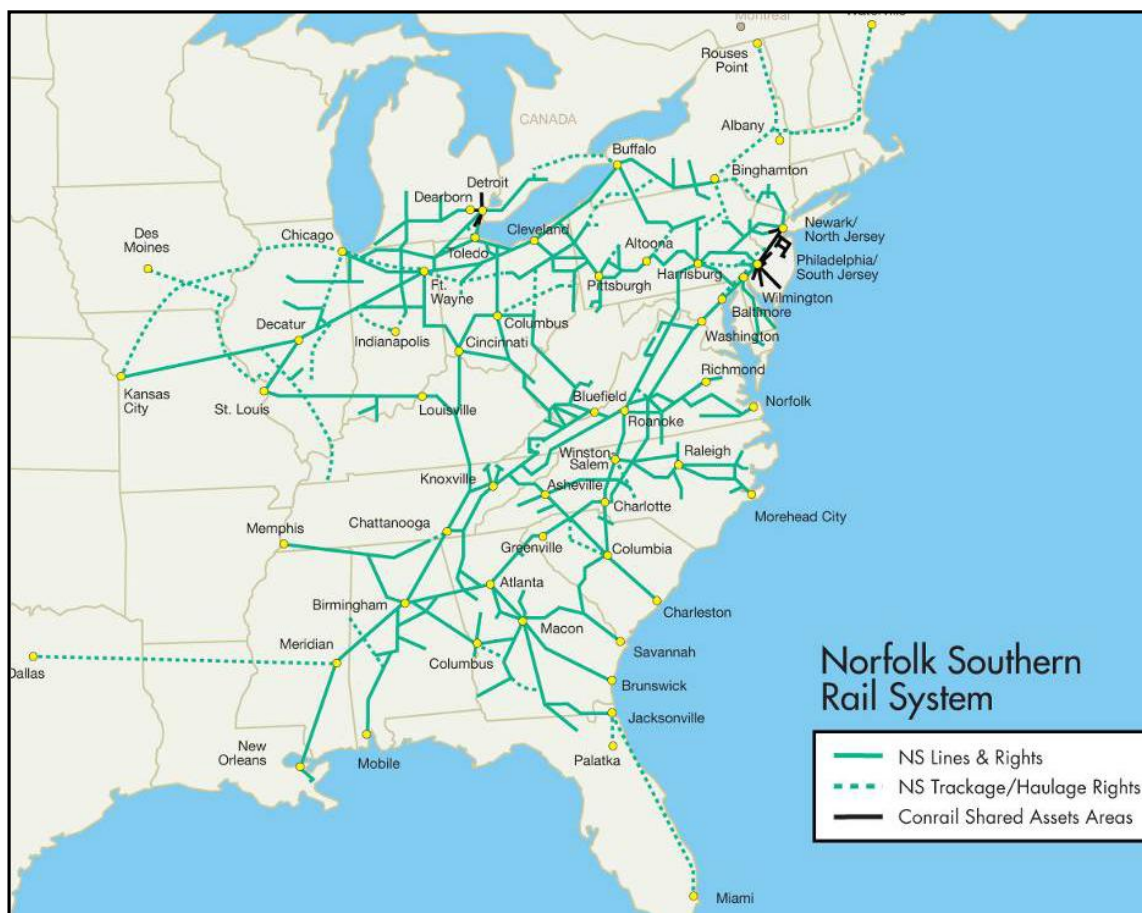 Montreal
Waterville
Rouses
Point
CANADA
Albany
Buffalo
Binghamton
Detroit
Dearborn
Des
Moines
Chicago
Toledo
Cleveland
Altoona
Newark/
North Jersey
Harrisburg
Philadelphia/
South Jersey
Pittsburgh
Ft.
Wayne
Wilmington
Baltimore
Decatur
Indianapolis
Columbus
Cincinnati
Washington
Richmond
Kansas
City
St. Louis
Louisville
Bluefield
Roanoke
Norfolk
Winston
Salem
Raleigh
Knoxville
Asheville
Charlotte
Morehead City
Memphis
Chattanooga
Greenville
Columbia
Atlanta
Birmingham
Charleston
Macon
Meridian
Columbus
Savannah
Dallas
Brunswick
Jacksonville
New
Orleans
Mobile
Palatka
Miami
Norfolk Southern
Rail System
NS Lines & Rights
NS Trackage/Haulage Rights
Conrail Shared Assets Areas